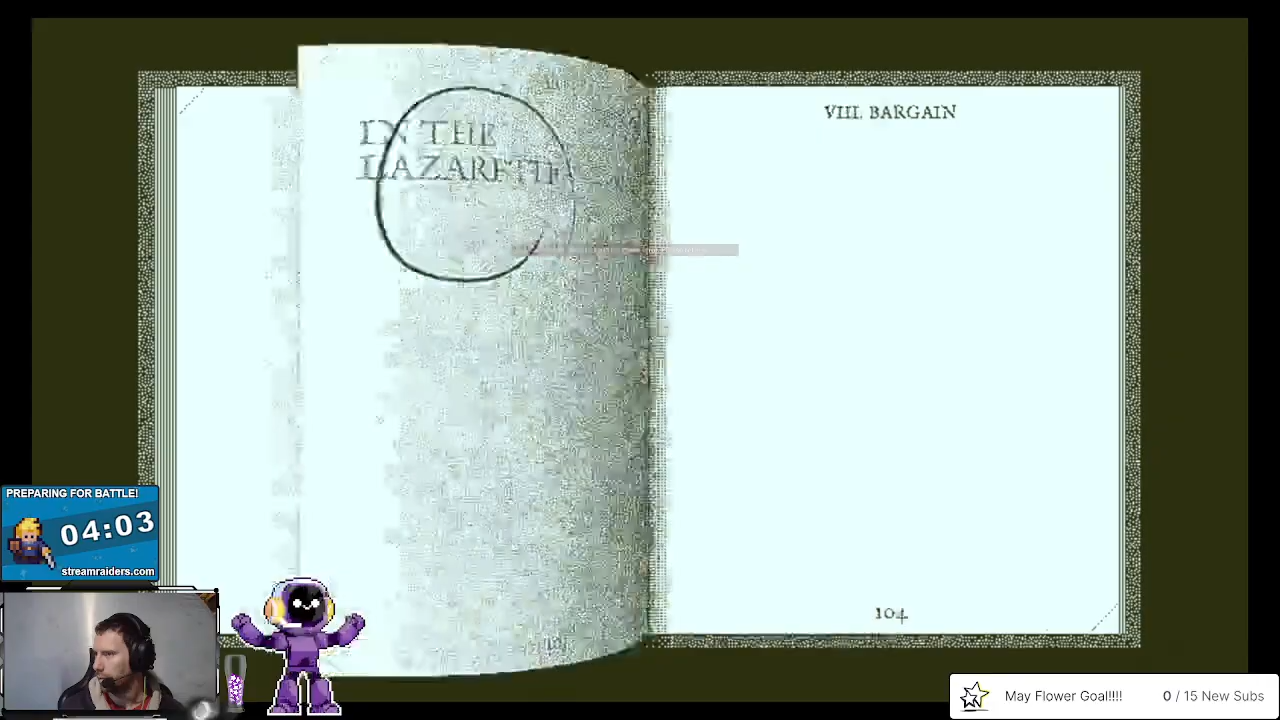 IN THE
LAZARETTE
VIII. BARGAIN
104
PREPARING FOR BATTLE!
04:03
streamraiders.com
May Flower Goal!!!! 0 / 15 New Subs